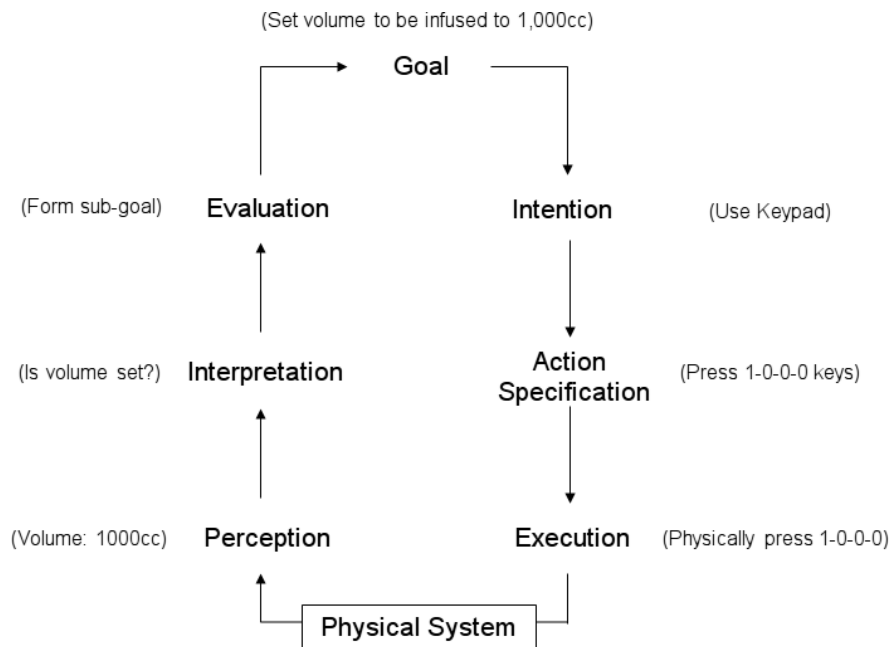 (Set volume to be infused to 1,000cc)
Goal
(Form sub-goal) Evaluation Intention (Use Keypad)
(Is volume set?) Interpretation Action (Press 1-0-0-0 keys)
Specification
(Volume: 1000cc) Perception Execution (Physically press 1-0-0-0)
Physical System